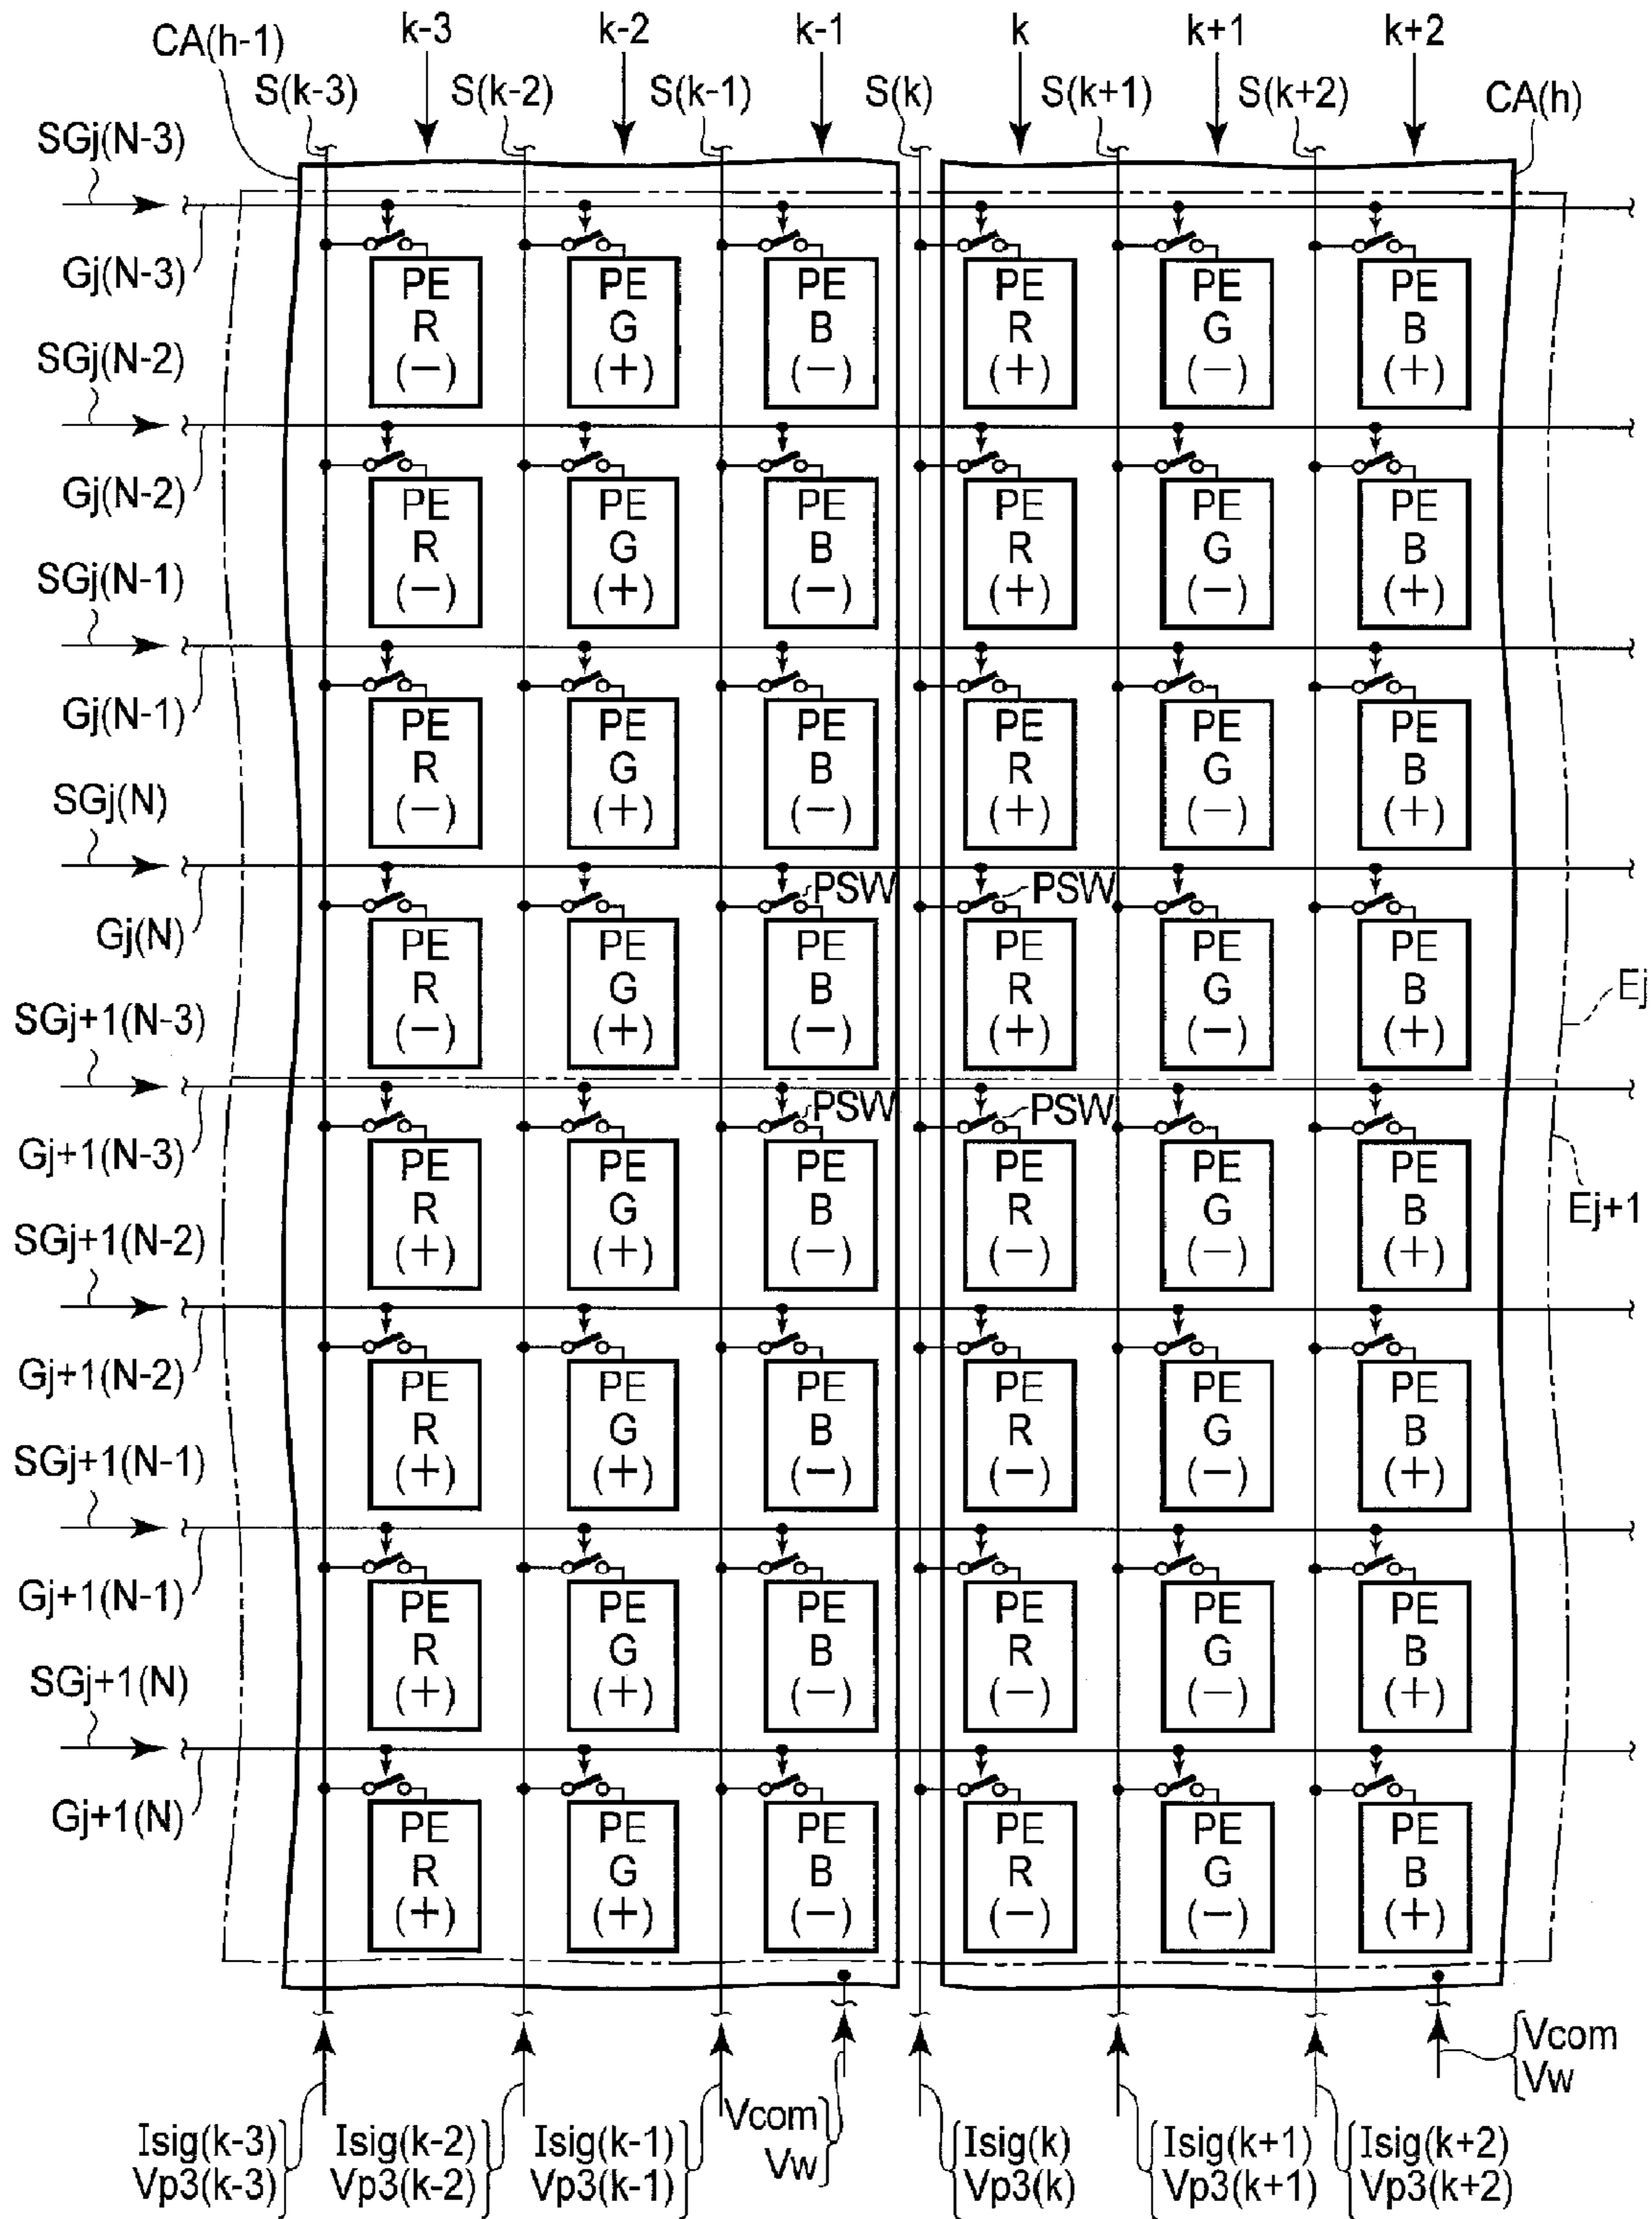 k-3 k-2 k-1 k k+1 k+2
CA(h-1)
S(k-3) S(k-2) S(k-1) S(k) S(k+1) S(k+2)
CA(h)
SGj(N-3)
Gj(N-3)
PE PE PE PE PE PE
R G B R G B
(−) (+) (−) (+) (−) (+)
SGj(N-2)
Gj(N-2)
PE PE PE PE PE PE
R G B R G B
(−) (+) (−) (+) (−) (+)
SGj(N-1)
Gj(N-1)
PE PE PE PE PE PE
R G B R G B
(−) (+) (−) (+) (−) (+)
SGj(N)
PSW PSW
Gj(N)
PE PE PE PE PE PE
R G B R G B
(−) (+) (−) (+) (−) (+)
Ej
SGj+1(N-3)
PSW PSW
Gj+1(N-3)
PE PE PE PE PE PE
R G B R G B
(+) (+) (−) (−) (−) (+)
Ej+1
SGj+1(N-2)
Gj+1(N-2)
PE PE PE PE PE PE
R G B R G B
(+) (+) (−) (−) (−) (+)
SGj+1(N-1)
Gj+1(N-1)
PE PE PE PE PE PE
R G B R G B
(+) (+) (−) (−) (−) (+)
SGj+1(N)
Gj+1(N)
PE PE PE PE PE PE
R G B R G B
(+) (+) (−) (−) (−) (+)
Vcom
Vw
Vcom
Vw
Isig(k-3) Isig(k-2) Isig(k-1) Isig(k) Isig(k+1) Isig(k+2)
Vp3(k-3) Vp3(k-2) Vp3(k-1) Vp3(k) Vp3(k+1) Vp3(k+2)